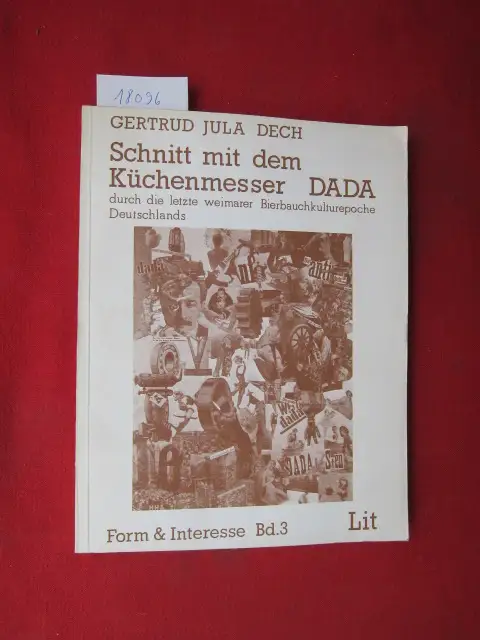 18096
GERTRUD JULA DECH
Schnitt mit dem
Küchenmesser DADA
durch die letzte weimarer Bierbauchkulturepoche
Deutschlands
dada
Form & Interesse Bd.3
Lit